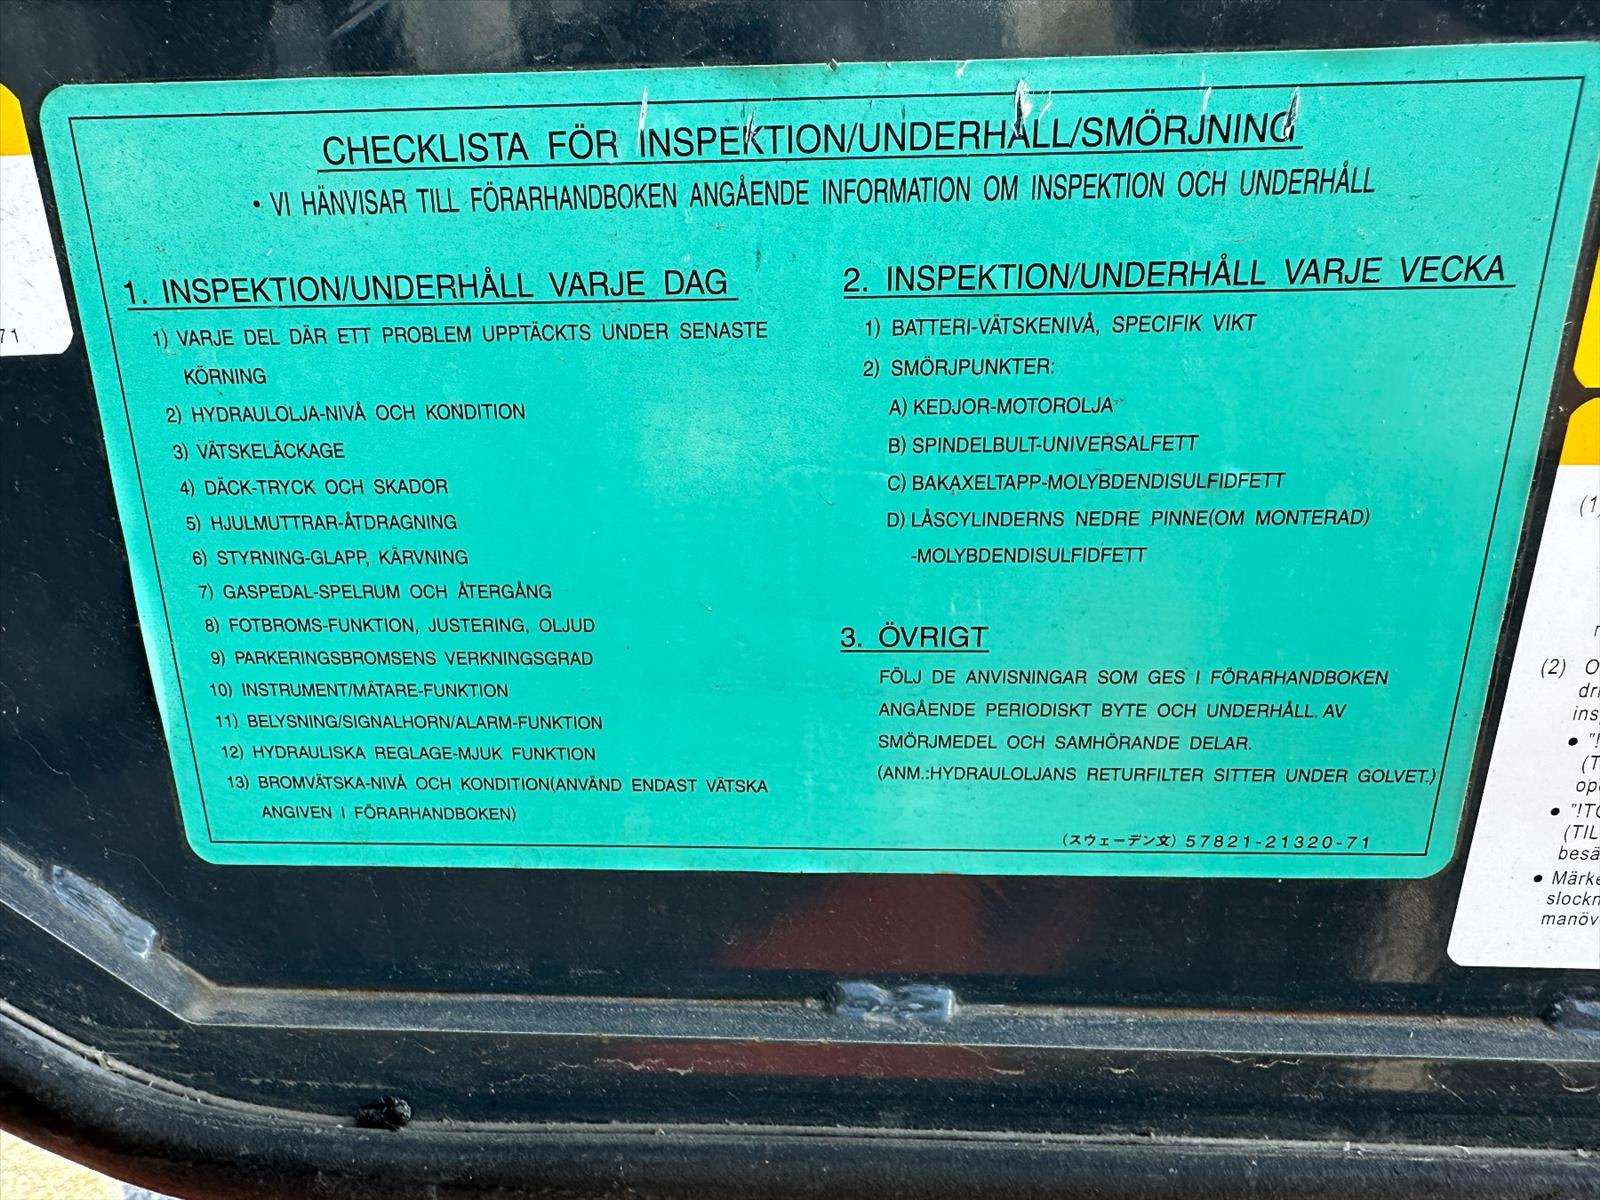 CHECKLISTA FÖR INSPEKTION/UNDERHÅLL/SMÖRJNING
• VI HÄNVISAR TILL FÖRARHANDBOKEN ANGÅENDE INFORMATION OM INSPEKTION OCH UNDERHÅLL
1. INSPEKTION/UNDERHÅLL VARJE DAG
1) VARJE DEL DÄR ETT PROBLEM UPPTÄCKTS UNDER SENASTE
KÖRNING
2) HYDRAULOLJA-NIVÅ OCH KONDITION
3) VÄTSKELÄCKAGE
4) DÄCK-TRYCK OCH SKADOR
5) HJULMUTTRAR-ÅTDRAGNING
6) STYRNING-GLAPP, KÄRVNING
7) GASPEDAL-SPELRUM OCH ÅTERGÅNG
8) FOTBROMS-FUNKTION, JUSTERING, OLJUD
9) PARKERINGSBROMSENS VERKNINGSGRAD
10) INSTRUMENT/MÄTARE-FUNKTION
11) BELYSNING/SIGNALHORN/ALARM-FUNKTION
12) HYDRAULISKA REGLAGE-MJUK FUNKTION
13) BROMVÄTSKA-NIVÅ OCH KONDITION(ANVÄND ENDAST VÄTSKA
ANGIVEN I FÖRARHANDBOKEN)
2. INSPEKTION/UNDERHÅLL VARJE VECKA
1) BATTERI-VÄTSKENIVÅ, SPECIFIK VIKT
2) SMÖRJPUNKTER:
A) KEDJOR-MOTOROLJA
B) SPINDELBULT-UNIVERSALFETT
C) BAKAXELTAPP-MOLYBDENDISULFIDFETT
D) LÅSCYLINDERNS NEDRE PINNE(OM MONTERAD)
-MOLYBDENDISULFIDFETT
3. ÖVRIGT
FÖLJ DE ANVISNINGAR SOM GES I FÖRARHANDBOKEN
ANGÅENDE PERIODISKT BYTE OCH UNDERHÅLL. AV
SMÖRJMEDEL OCH SAMHÖRANDE DELAR.
(ANM.:HYDRAULOLJANS RETURFILTER SITTER UNDER GOLVET.)
(スウェーデン文) 57821-21320-71
71
(1)
(2)
• Märke